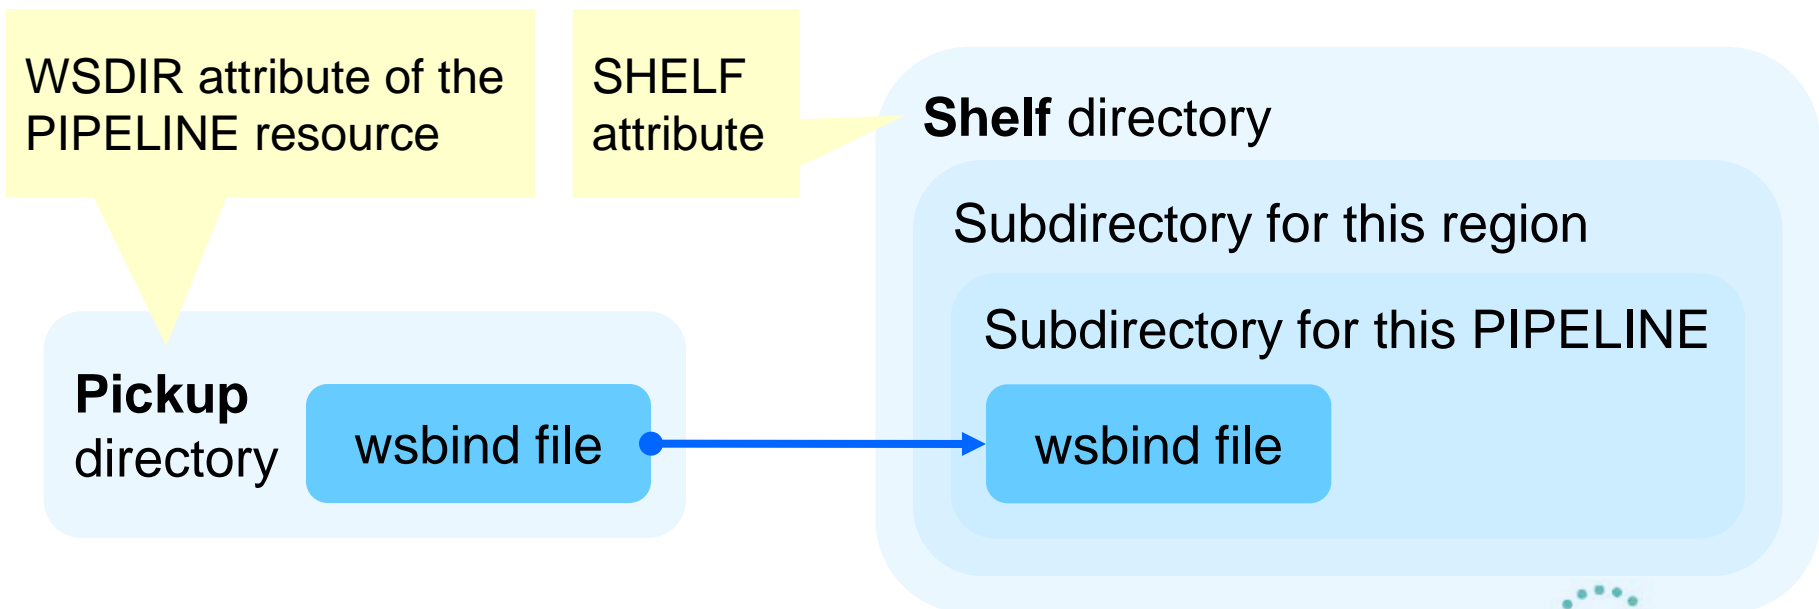 WSDIR attribute of the
PIPELINE resource
SHELF
attribute
Shelf directory
Subdirectory for this region
Subdirectory for this PIPELINE
Pickup
directory
wsbind file
wsbind file